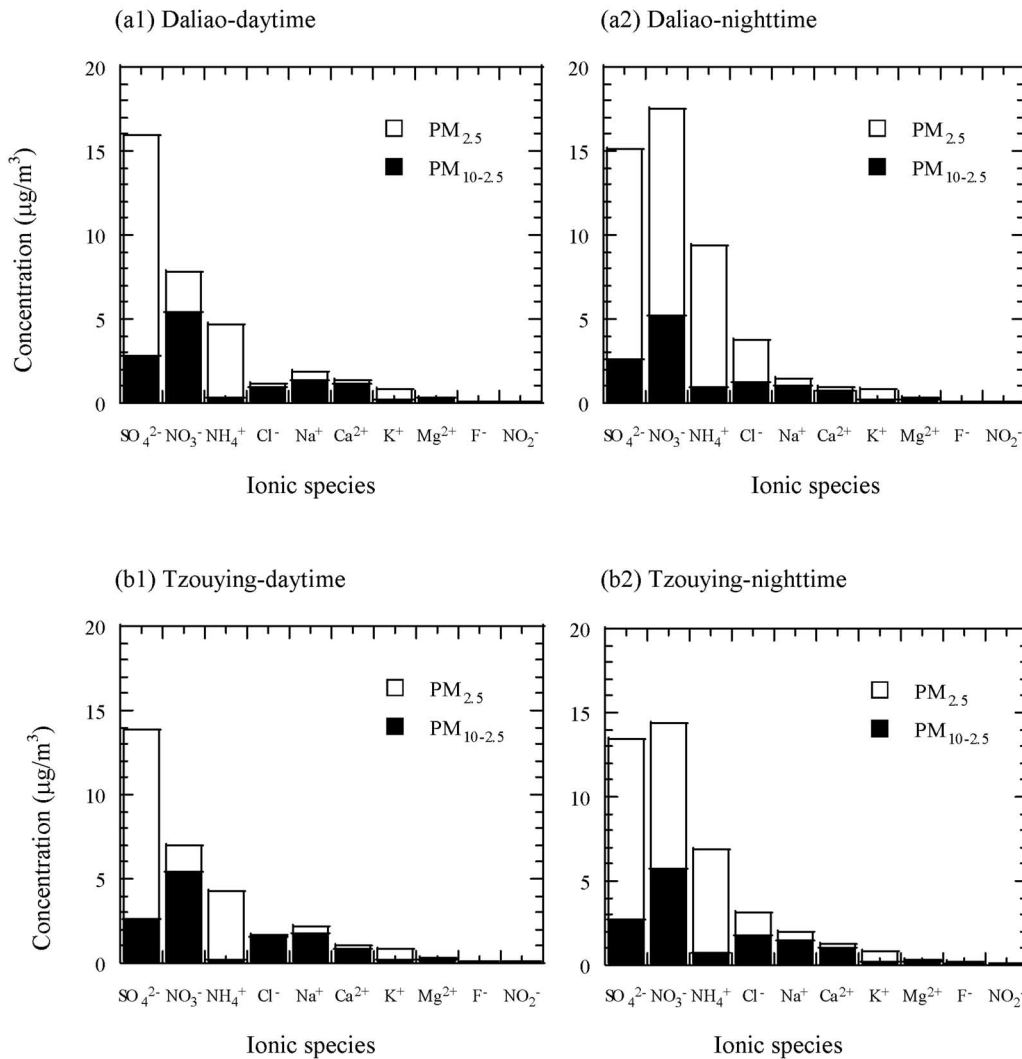 (a1) Daliao-daytime
(a2) Daliao-nighttime
20
15
10
5
0
Concentration (μg/m³)
PM₂.₅
PM₁₀₋₂.₅
SO₄²⁻ NO₃⁻ NH₄⁺ Cl⁻ Na⁺ Ca²⁺ K⁺ Mg²⁺ F⁻ NO₂⁻
Ionic species
20
15
10
5
0
PM₂.₅
PM₁₀₋₂.₅
SO₄²⁻ NO₃⁻ NH₄⁺ Cl⁻ Na⁺ Ca²⁺ K⁺ Mg²⁺ F⁻ NO₂⁻
Ionic species
(b1) Tzouying-daytime
(b2) Tzouying-nighttime
20
15
10
5
0
Concentration (μg/m³)
PM₂.₅
PM₁₀₋₂.₅
SO₄²⁻ NO₃⁻ NH₄⁺ Cl⁻ Na⁺ Ca²⁺ K⁺ Mg²⁺ F⁻ NO₂⁻
Ionic species
20
15
10
5
0
PM₂.₅
PM₁₀₋₂.₅
SO₄²⁻ NO₃⁻ NH₄⁺ Cl⁻ Na⁺ Ca²⁺ K⁺ Mg²⁺ F⁻ NO₂⁻
Ionic species